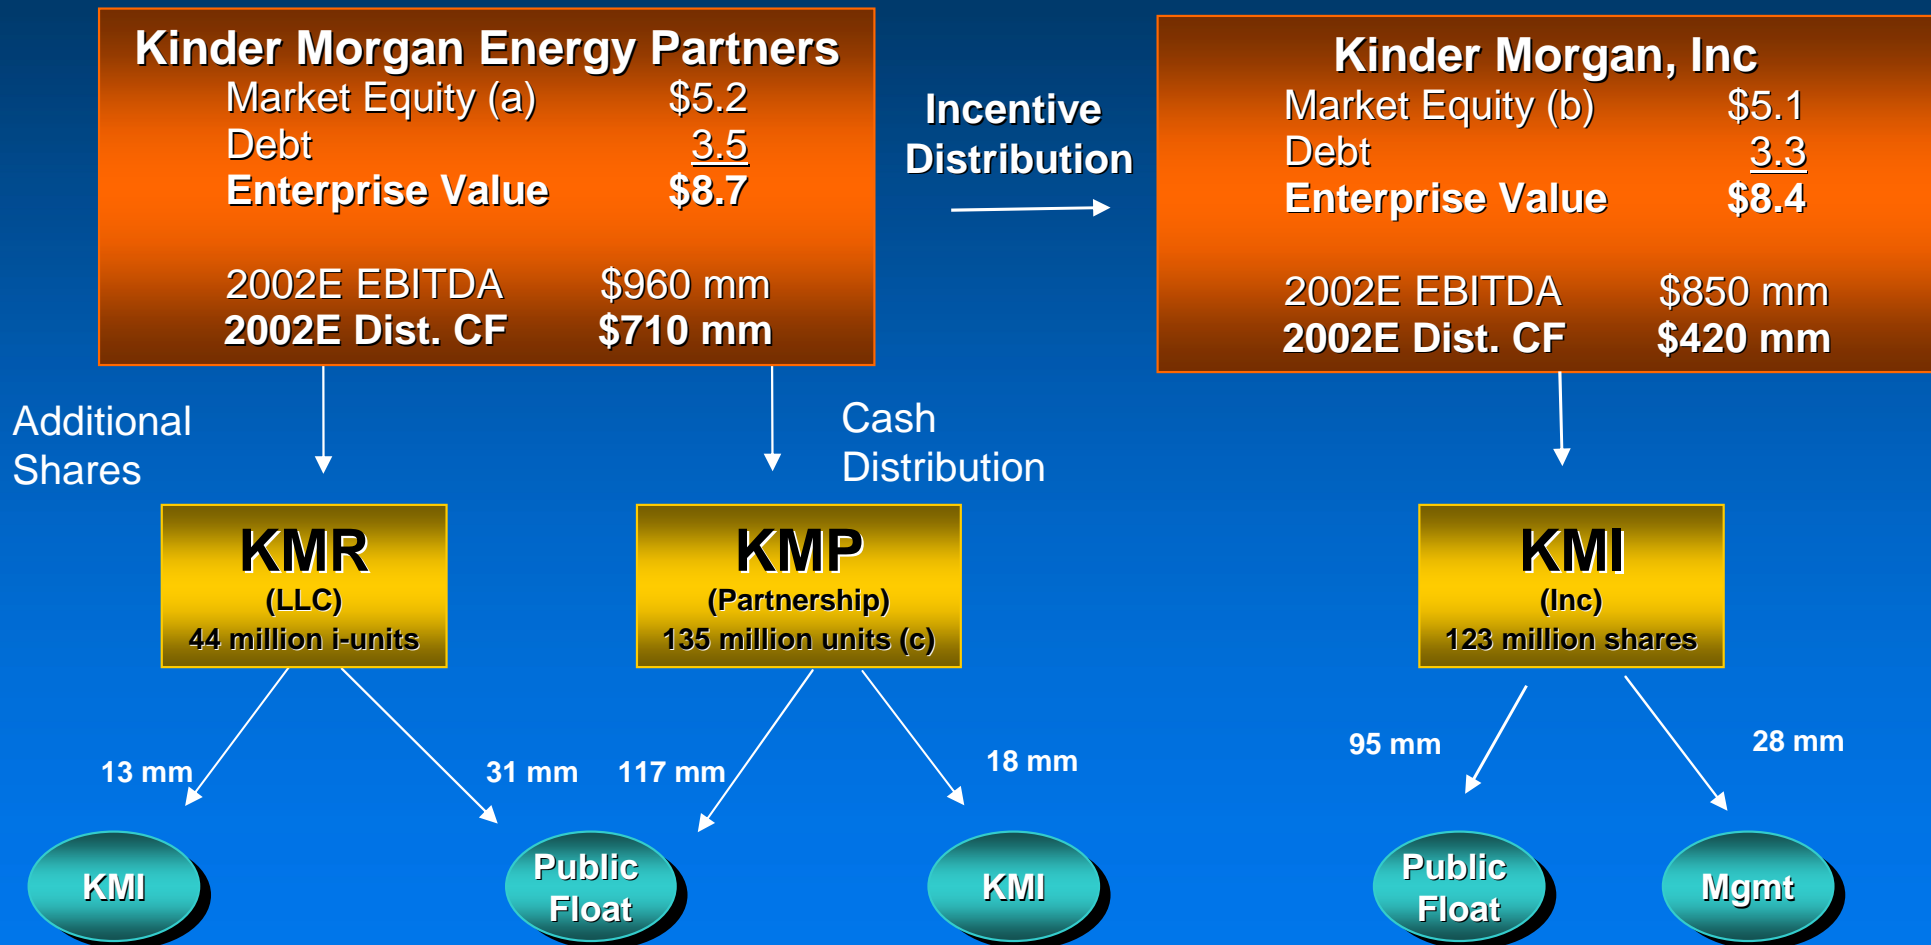 Kinder Morgan Energy Partners
Market Equity (a) $5.2
Debt 3.5
Enterprise Value $8.7
2002E EBITDA $960 mm
2002E Dist. CF $710 mm
Incentive
Distribution
Kinder Morgan, Inc
Market Equity (b) $5.1
Debt 3.3
Enterprise Value $8.4
2002E EBITDA $850 mm
2002E Dist. CF $420 mm
Additional
Shares
Cash
Distribution
KMR
(LLC)
44 million i-units
KMP
(Partnership)
135 million units (c)
KMI
(Inc)
123 million shares
13 mm
31 mm
117 mm
18 mm
95 mm
28 mm
KMI
Public
Float
KMI
Public
Float
Mgmt